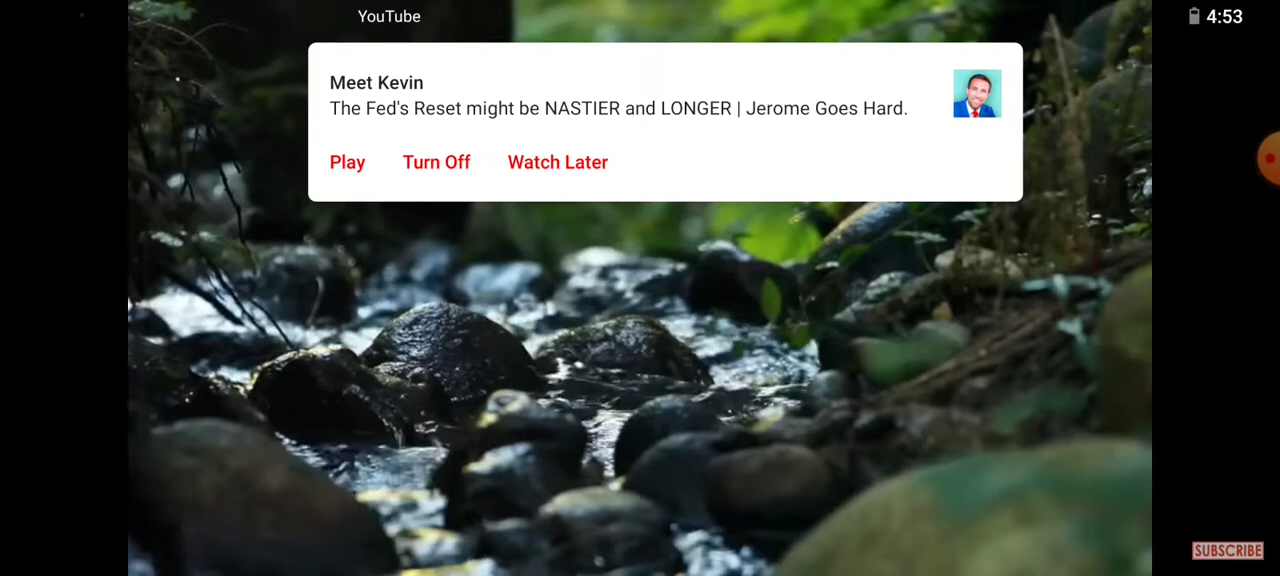 YouTube
4:53
Meet Kevin
The Fed's Reset might be NASTIER and LONGER | Jerome Goes Hard.
Play Turn Off Watch Later
SUBSCRIBE